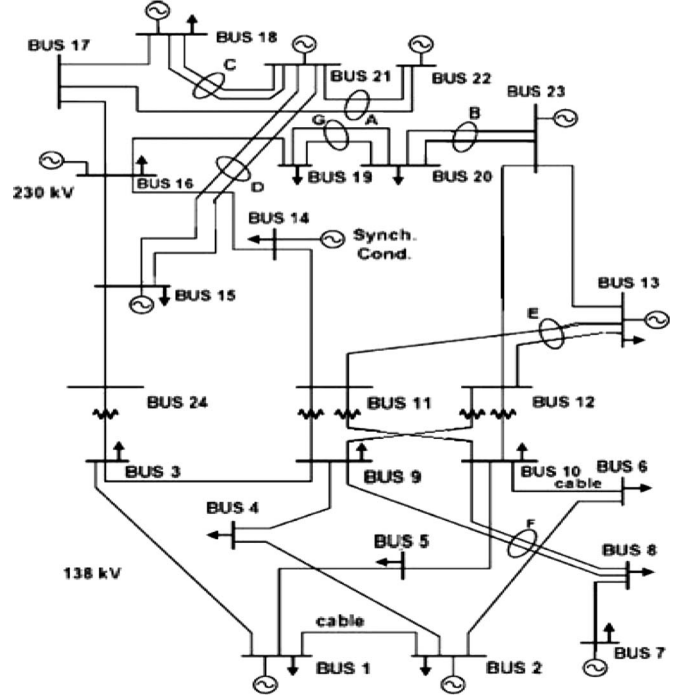 BUS 18
BUS 17
C
BUS 21
BUS 22
BUS 23
G
A
B
D
BUS 16
BUS 19
BUS 20
230 kV
BUS 14
Synch.
Cond.
BUS 13
BUS 15
E
BUS 24
BUS 11
BUS 12
BUS 3
BUS 9
BUS 10
BUS 6
cable
BUS 4
F
BUS 5
BUS 8
138 kV
cable
BUS 1
BUS 2
BUS 7